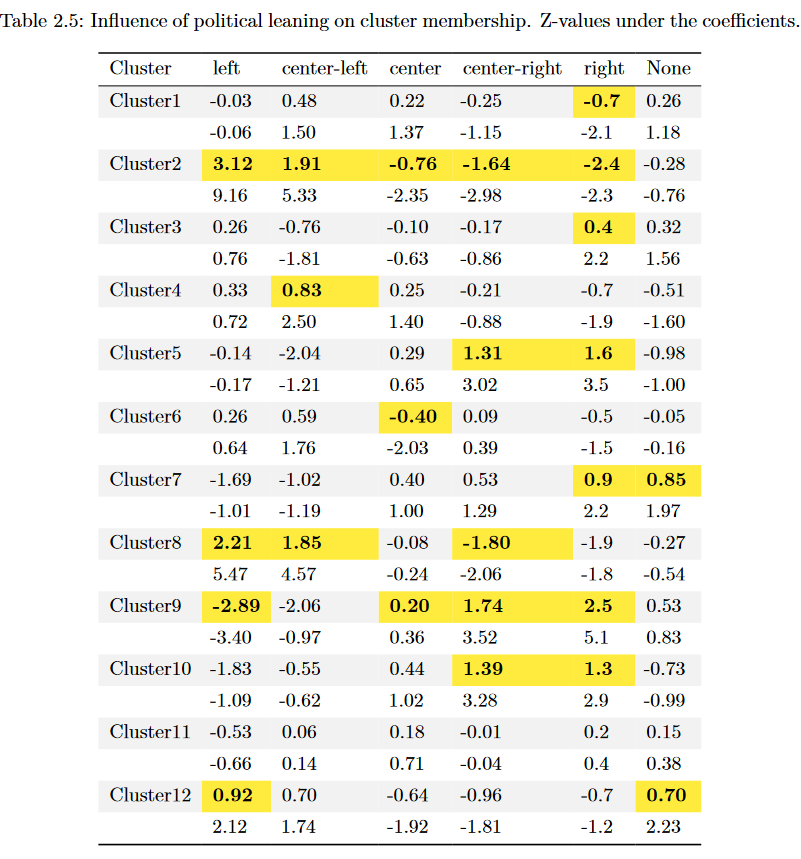 Table 2.5: Influence of political leaning on cluster membership. Z-values under the coefficients.
Cluster left center-left center center-right right None
Cluster1 -0.03 0.48 0.22 -0.25 -0.7 0.26
-0.06 1.50 1.37 -1.15 -2.1 1.18
Cluster2 3.12 1.91 -0.76 -1.64 -2.4 -0.28
9.16 5.33 -2.35 -2.98 -2.3 -0.76
Cluster3 0.26 -0.76 -0.10 -0.17 0.4 0.32
0.76 -1.81 -0.63 -0.86 2.2 1.56
Cluster4 0.33 0.83 0.25 -0.21 -0.7 -0.51
0.72 2.50 1.40 -0.88 -1.9 -1.60
Cluster5 -0.14 -2.04 0.29 1.31 1.6 -0.98
-0.17 -1.21 0.65 3.02 3.5 -1.00
Cluster6 0.26 0.59 -0.40 0.09 -0.5 -0.05
0.64 1.76 -2.03 0.39 -1.5 -0.16
Cluster7 -1.69 -1.02 0.40 0.53 0.9 0.85
-1.01 -1.19 1.00 1.29 2.2 1.97
Cluster8 2.21 1.85 -0.08 -1.80 -1.9 -0.27
5.47 4.57 -0.24 -2.06 -1.8 -0.54
Cluster9 -2.89 -2.06 0.20 1.74 2.5 0.53
-3.40 -0.97 0.36 3.52 5.1 0.83
Cluster10 -1.83 -0.55 0.44 1.39 1.3 -0.73
-1.09 -0.62 1.02 3.28 2.9 -0.99
Cluster11 -0.53 0.06 0.18 -0.01 0.2 0.15
-0.66 0.14 0.71 -0.04 0.4 0.38
Cluster12 0.92 0.70 -0.64 -0.96 -0.7 0.70
2.12 1.74 -1.92 -1.81 -1.2 2.23